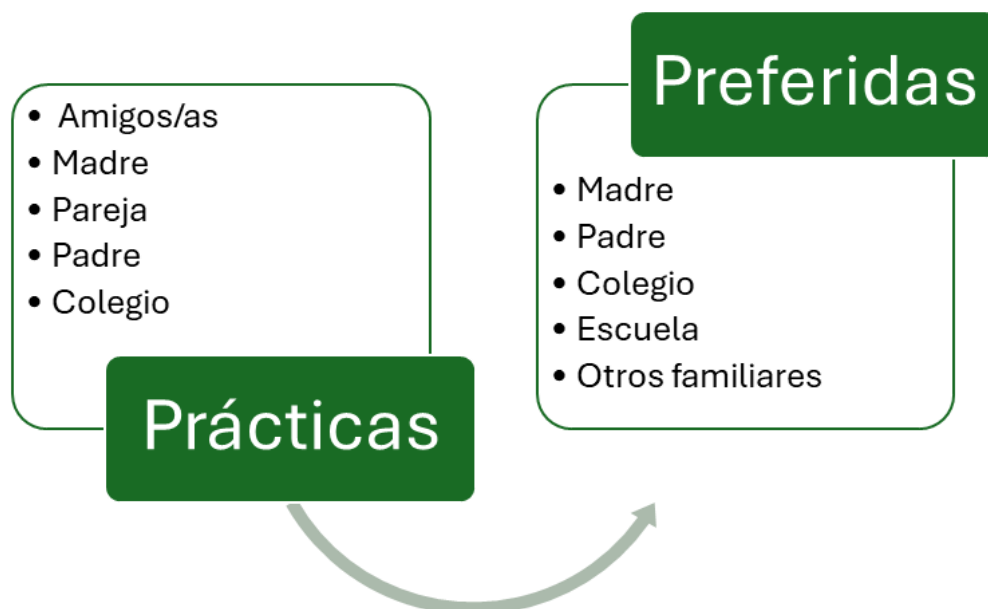 • Amigos/as
• Madre
• Pareja
• Padre
• Colegio
Prácticas
Preferidas
• Madre
• Padre
• Colegio
• Escuela
• Otros familiares